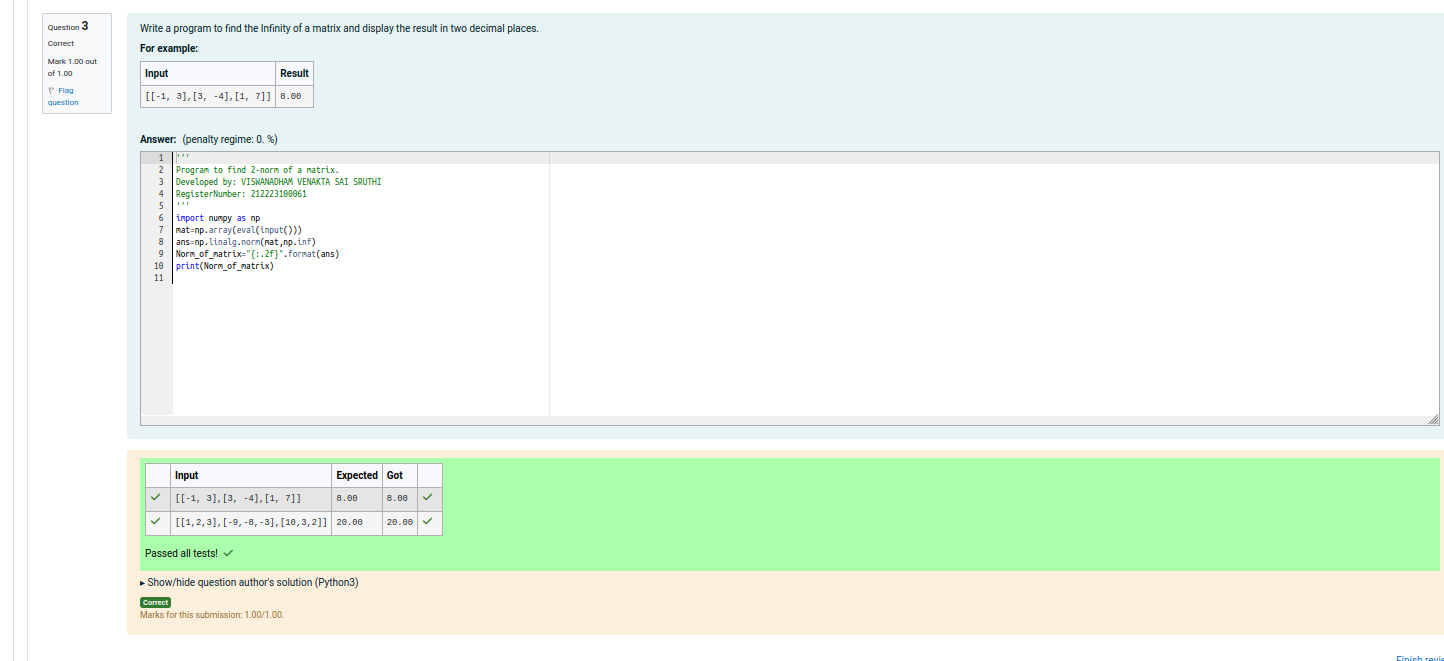 Question 3
Correct
Mark 1.00 out
of 1.00
Flag
question
Write a program to find the Infinity of a matrix and display the result in two decimal places.
For example:
Input Result
[[-1, 3],[3, -4],[1, 7]] 8.00
Answer: (penalty regime: 0. %)
1 '''
2 Program to find 2-norm of a matrix.
3 Developed by: VISWANADHAM VENAKTA SAI SRUTHI
4 RegisterNumber: 212223100061
5 '''
6 import numpy as np
7 mat=np.array(eval(input()))
8 ans=np.linalg.norm(mat,np.inf)
9 Norm_of_matrix="{:.2f}".format(ans)
10 print(Norm_of_matrix)
11
Input Expected Got
[[-1, 3],[3, -4],[1, 7]] 8.00 8.00
[[1,2,3],[-9,-8,-3],[10,3,2]] 20.00 20.00
Passed all tests!
Show/hide question author's solution (Python3)
Correct
Marks for this submission: 1.00/1.00.
Finish revie